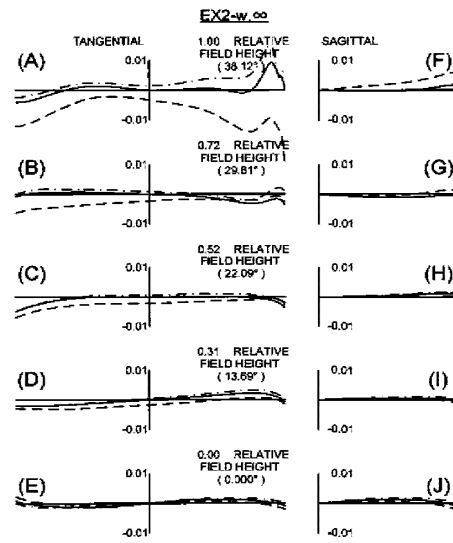 EX2-w,∞
TANGENTIAL 1.00 RELATIVE SAGITTAL
FIELD HEIGHT
(A) 0.01 (38.12°) 0.01 (F)
-0.01 -0.01
0.72 RELATIVE
FIELD HEIGHT
(B) 0.01 (29.81°) 0.01 (G)
-0.01 -0.01
0.52 RELATIVE
FIELD HEIGHT
(C) 0.01 (22.09°) 0.01 (H)
-0.01 -0.01
0.31 RELATIVE
FIELD HEIGHT
(D) 0.01 (13.69°) 0.01 (I)
-0.01 -0.01
0.00 RELATIVE
FIELD HEIGHT
(E) 0.01 (0.000°) 0.01 (J)
-0.01 -0.01